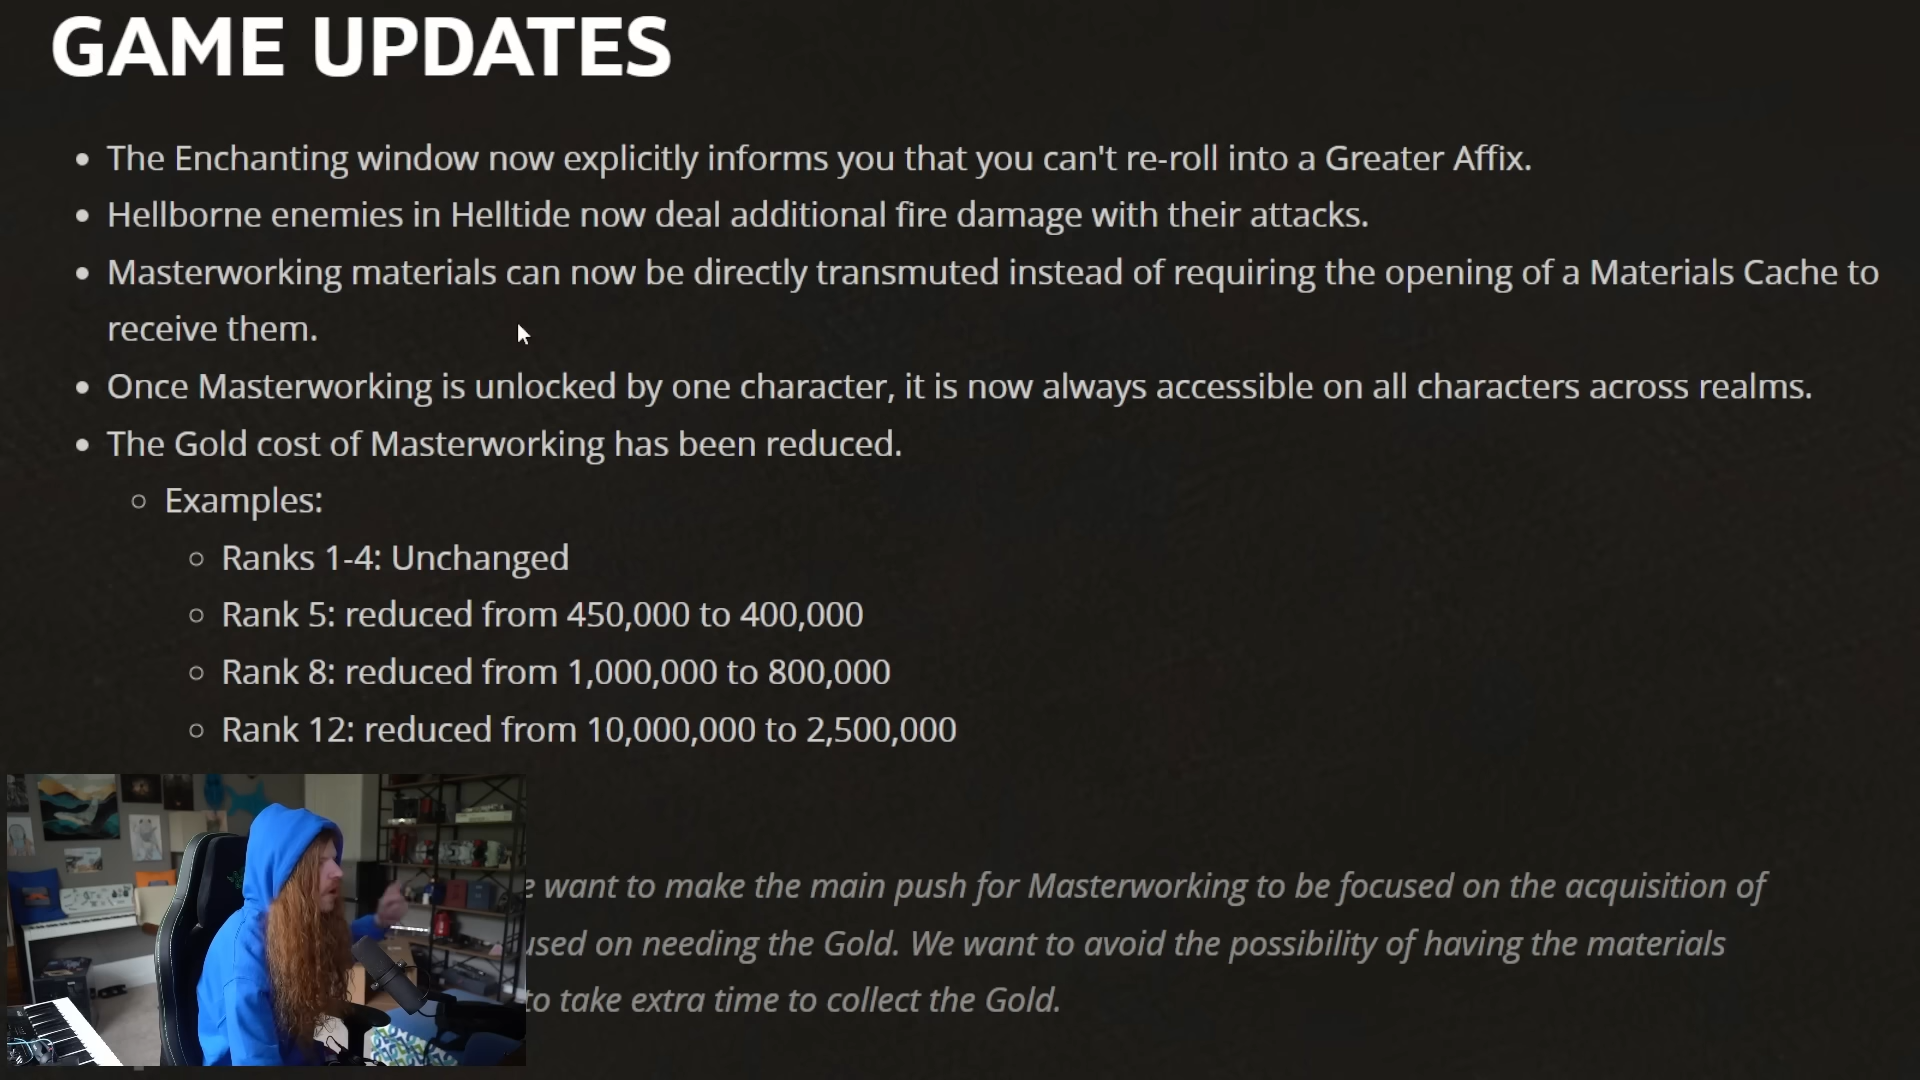 GAME UPDATES
The Enchanting window now explicitly informs you that you can't re-roll into a Greater Affix.
Hellborne enemies in Helltide now deal additional fire damage with their attacks.
Masterworking materials can now be directly transmuted instead of requiring the opening of a Materials Cache to
receive them.
Once Masterworking is unlocked by one character, it is now always accessible on all characters across realms.
The Gold cost of Masterworking has been reduced.
Examples:
Ranks 1-4: Unchanged
Rank 5: reduced from 450,000 to 400,000
Rank 8: reduced from 1,000,000 to 800,000
Rank 12: reduced from 10,000,000 to 2,500,000
want to make the main push for Masterworking to be focused on the acquisition of
on needing the Gold. We want to avoid the possibility of having the materials
to take extra time to collect the Gold.